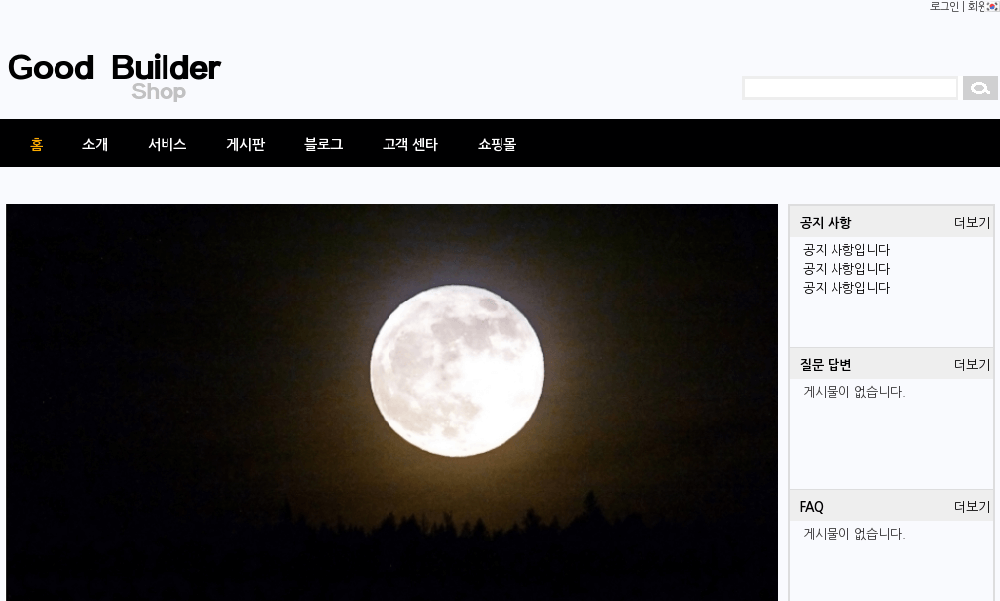 로그인 | 회원
Good Builder
Shop
홈 소개 서비스 게시판 블로그 고객 센타 쇼핑몰
공지 사항 더보기
공지 사항입니다
공지 사항입니다
공지 사항입니다
질문 답변 더보기
게시물이 없습니다.
FAQ 더보기
게시물이 없습니다.